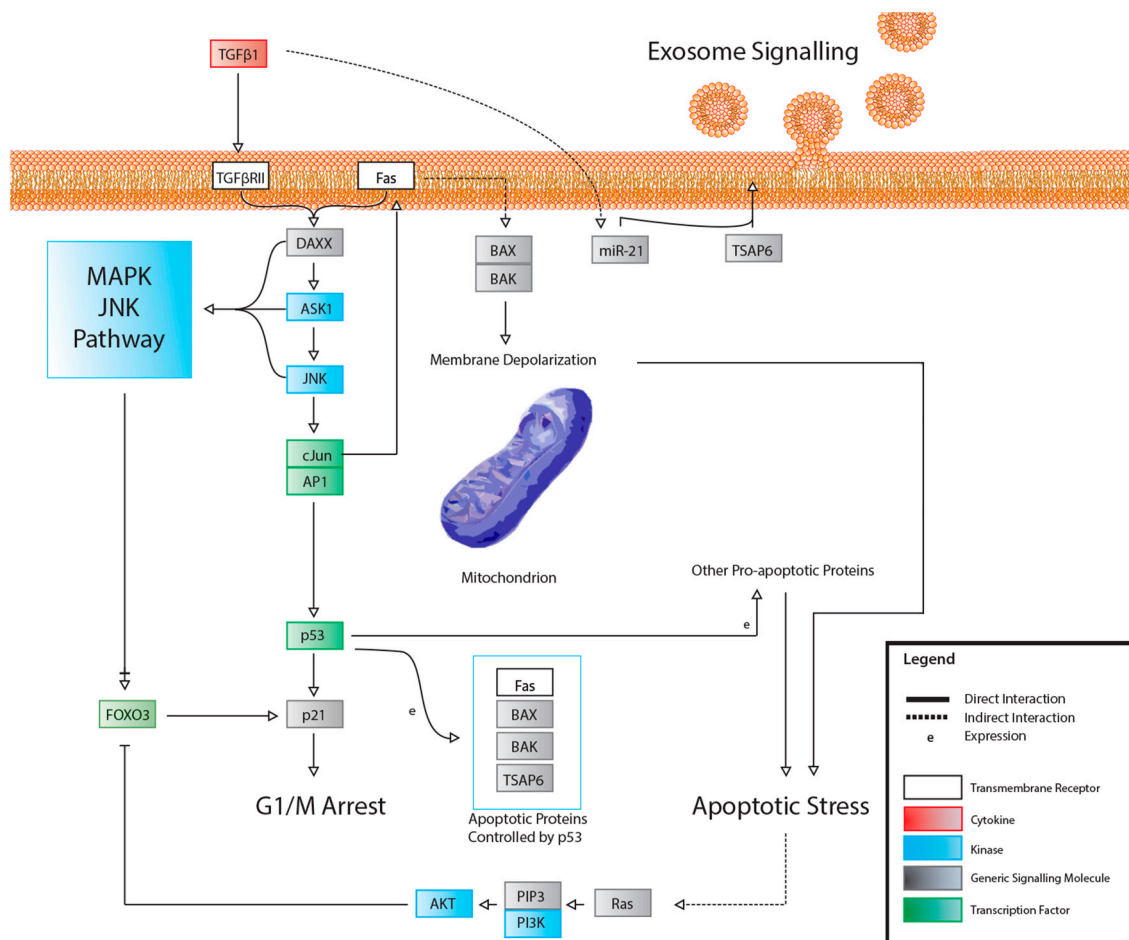 Exosome Signalling
TGFβ1
TGFβRII
Fas
DAXX
BAX
BAK
miR-21
TSAP6
MAPK
JNK
Pathway
ASK1
JNK
Membrane Depolarization
cJun
AP1
Mitochondrion
Other Pro-apoptotic Proteins
p53
e
e
FOXO3
p21
Fas
BAX
BAK
TSAP6
G1/M Arrest
Apoptotic Proteins
Controlled by p53
Apoptotic Stress
AKT
PIP3
PI3K
Ras
Legend
Direct Interaction
Indirect Interaction
e Expression
Transmembrane Receptor
Cytokine
Kinase
Generic Signalling Molecule
Transcription Factor